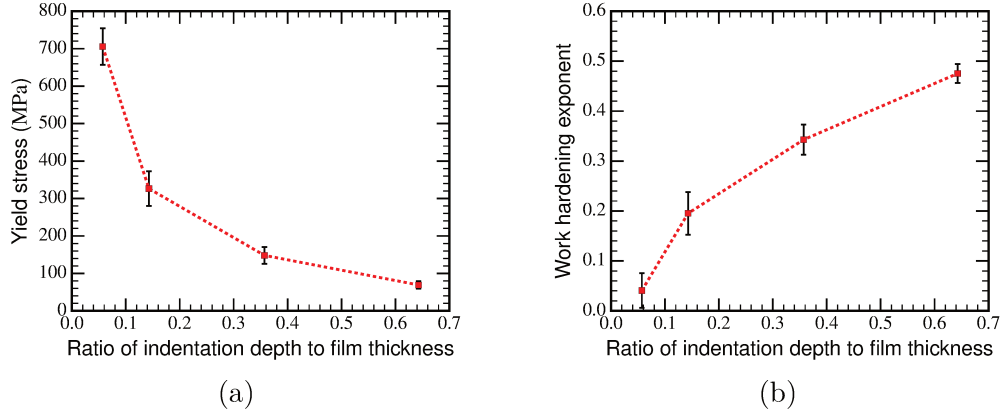 800
700
600
500
400
300
200
100
0
Yield stress (MPa)
0.0 0.1 0.2 0.3 0.4 0.5 0.6 0.7
Ratio of indentation depth to film thickness
(a)
0.6
0.5
0.4
0.3
0.2
0.1
0.0
Work hardening exponent
0.0 0.1 0.2 0.3 0.4 0.5 0.6 0.7
Ratio of indentation depth to film thickness
(b)